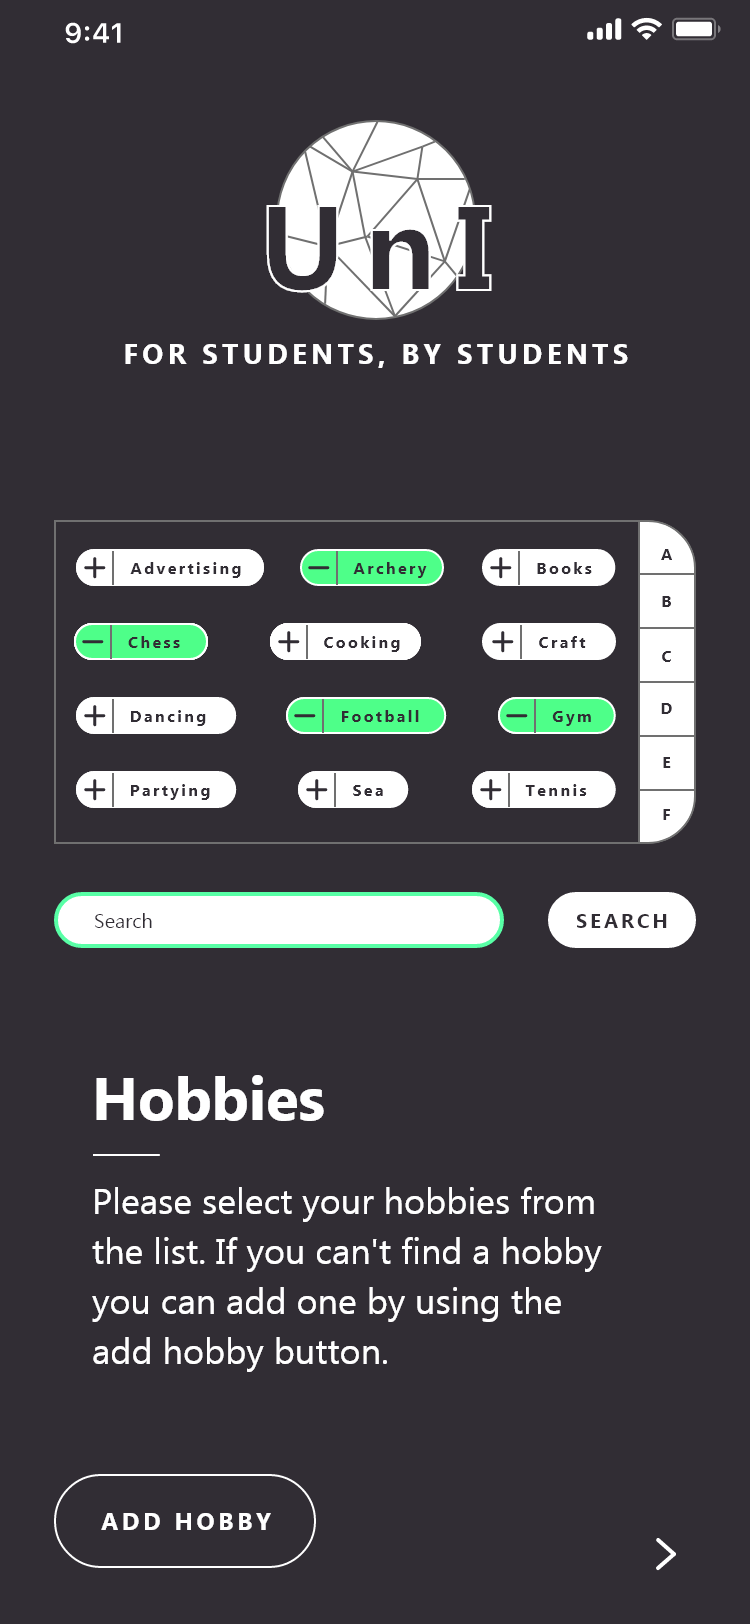 9:41
UnI
FOR STUDENTS, BY STUDENTS
Advertising
Archery
Books
Chess
Cooking
Craft
Dancing
Football
Gym
Partying
Sea
Tennis
A
B
C
D
E
F
Search
SEARCH
Hobbies
Please select your hobbies from
the list. If you can't find a hobby
you can add one by using the
add hobby button.
ADD HOBBY